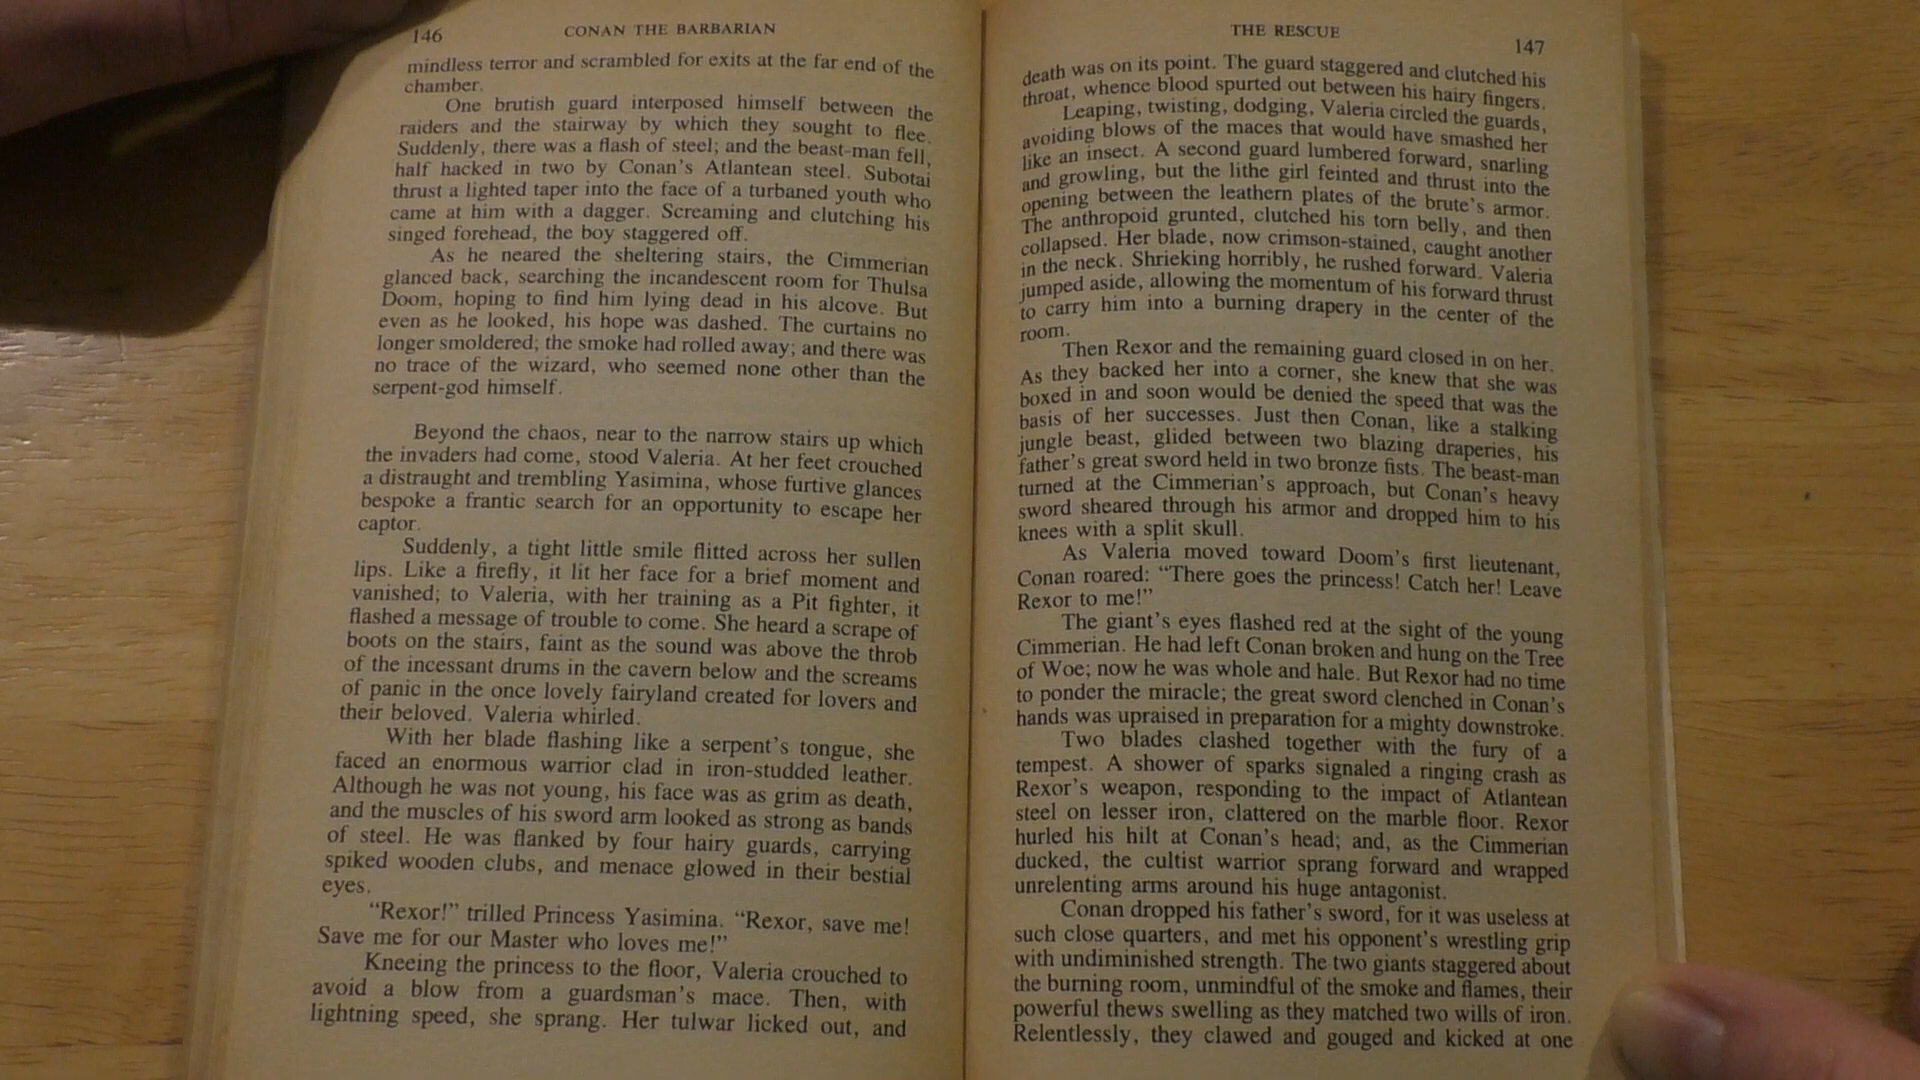 146
CONAN THE BARBARIAN
mindless terror and scrambled for exits at the far end of the
chamber.
One brutish guard interposed himself between the
raiders and the stairway by which they sought to flee.
Suddenly, there was a flash of steel; and the beast-man fell,
half hacked in two by Conan's Atlantean steel. Subotai
thrust a lighted taper into the face of a turbaned youth who
came at him with a dagger. Screaming and clutching his
singed forehead, the boy staggered off.
As he neared the sheltering stairs, the Cimmerian
glanced back, searching the incandescent room for Thulsa
Doom, hoping to find him lying dead in his alcove. But
even as he looked, his hope was dashed. The curtains no
longer smoldered; the smoke had rolled away; and there was
no trace of the wizard, who seemed none other than the
serpent-god himself.
Beyond the chaos, near to the narrow stairs up which
the invaders had come, stood Valeria. At her feet crouched
a distraught and trembling Yasimina, whose furtive glances
bespoke a frantic search for an opportunity to escape her
captor.
Suddenly, a tight little smile flitted across her sullen
lips. Like a firefly, it lit her face for a brief moment and
vanished; to Valeria, with her training as a Pit fighter, it
flashed a message of trouble to come. She heard a scrape of
boots on the stairs, faint as the sound was above the throb
of the incessant drums in the cavern below and the screams
of panic in the once lovely fairyland created for lovers and
their beloved. Valeria whirled.
With her blade flashing like a serpent's tongue, she
faced an enormous warrior clad in iron-studded leather.
Although he was not young, his face was as grim as death,
and the muscles of his sword arm looked as strong as bands
of steel. He was flanked by four hairy guards, carrying
spiked wooden clubs, and menace glowed in their bestial
eyes.
"Rexor!" trilled Princess Yasimina. "Rexor, save me!
Save me for our Master who loves me!"
Kneeing the princess to the floor, Valeria crouched to
avoid a blow from a guardsman's mace. Then, with
lightning speed, she sprang. Her tulwar licked out, and
THE RESCUE
147
death was on its point. The guard staggered and clutched his
throat, whence blood spurted out between his hairy fingers.
Leaping, twisting, dodging, Valeria circled the guards,
avoiding blows of the maces that would have smashed her
like an insect. A second guard lumbered forward, snarling
and growling, but the lithe girl feinted and thrust into the
opening between the leathern plates of the brute's armor.
The anthropoid grunted, clutched his torn belly, and then
collapsed. Her blade, now crimson-stained, caught another
in the neck. Shrieking horribly, he rushed forward. Valeria
jumped aside, allowing the momentum of his forward thrust
to carry him into a burning drapery in the center of the
room.
Then Rexor and the remaining guard closed in on her.
As they backed her into a corner, she knew that she was
boxed in and soon would be denied the speed that was the
basis of her successes. Just then Conan, like a stalking
jungle beast, glided between two blazing draperies, his
father's great sword held in two bronze fists. The beast-man
turned at the Cimmerian's approach, but Conan's heavy
sword sheared through his armor and dropped him to his
knees with a split skull.
As Valeria moved toward Doom's first lieutenant,
Conan roared: "There goes the princess! Catch her! Leave
Rexor to me!"
The giant's eyes flashed red at the sight of the young
Cimmerian. He had left Conan broken and hung on the Tree
of Woe; now he was whole and hale. But Rexor had no time
to ponder the miracle; the great sword clenched in Conan's
hands was upraised in preparation for a mighty downstroke.
Two blades clashed together with the fury of a
tempest. A shower of sparks signaled a ringing crash as
Rexor's weapon, responding to the impact of Atlantean
steel on lesser iron, clattered on the marble floor. Rexor
hurled his hilt at Conan's head; and, as the Cimmerian
ducked, the cultist warrior sprang forward and wrapped
unrelenting arms around his huge antagonist.
Conan dropped his father's sword, for it was useless at
such close quarters, and met his opponent's wrestling grip
with undiminished strength. The two giants staggered about
the burning room, unmindful of the smoke and flames, their
powerful thews swelling as they matched two wills of iron.
Relentlessly, they clawed and gouged and kicked at one